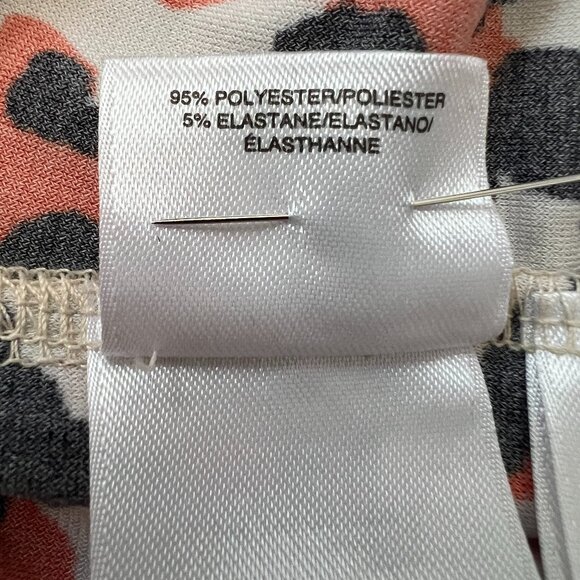 95% POLYESTER/POLIESTER
5% ELASTANE/ELASTANO/
ÉLASTHANNE